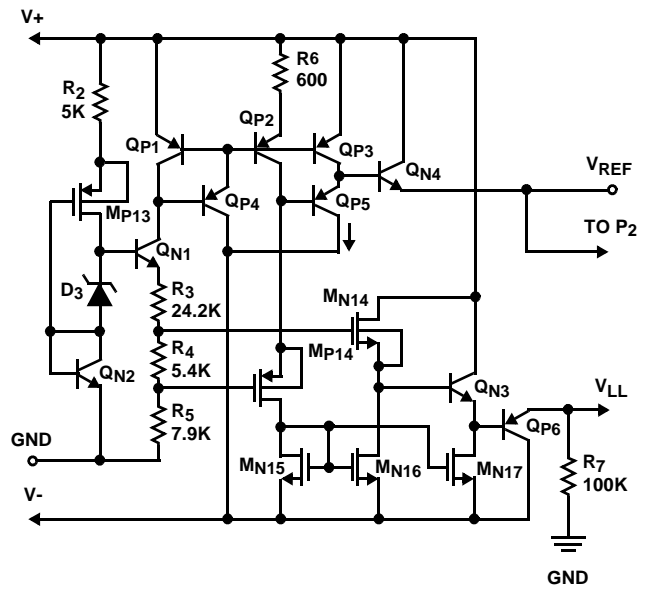 V+
R2
5K
R6
600
QP1
QP2
QP3
QN4
VREF
TO P2
MP13
QP4
QP5
QN1
D3
R3
24.2K
MN14
MP14
R4
5.4K
QN2
QN3
VLL
R5
7.9K
QP6
GND
MN15
MN16
MN17
R7
100K
V-
GND